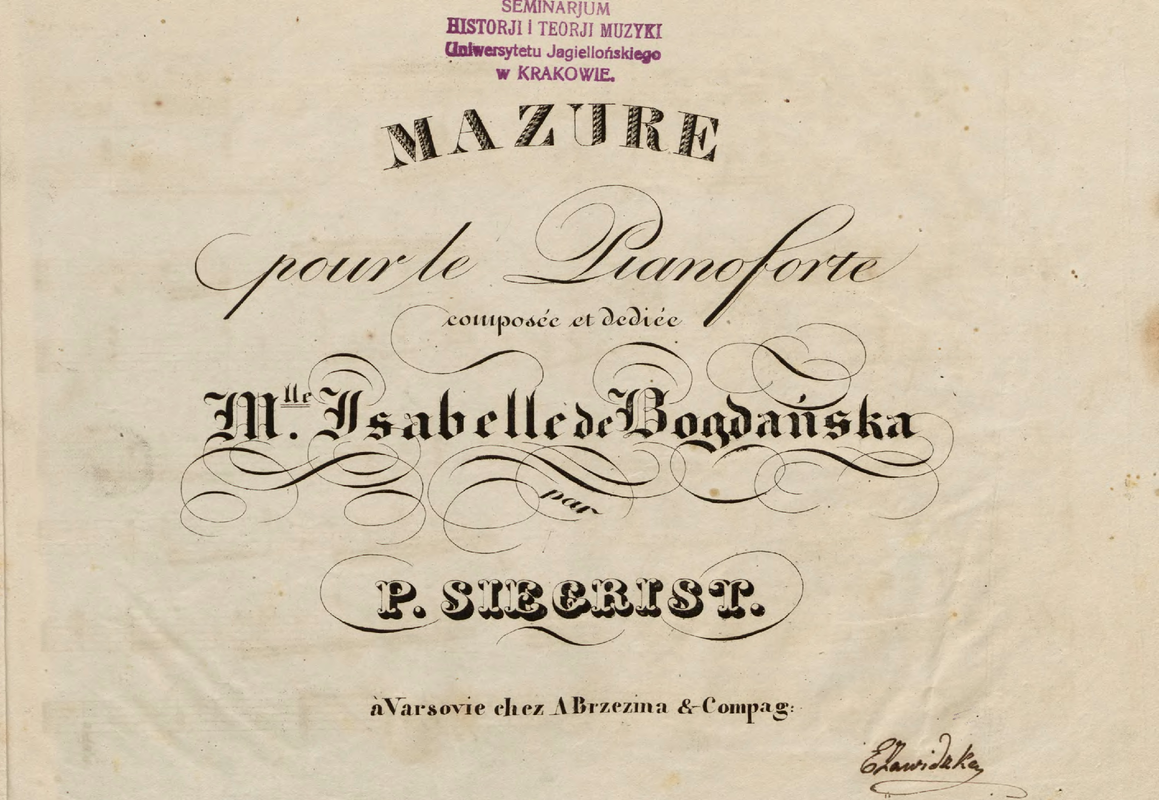 SEMINARJUM
HISTORJI i TEORJI MUZYKI
Uniwersytetu Jagiellońskiego
w KRAKOWIE.
MAZURE
pour le Pianoforte
composée et dediée
Mlle. Isabelle de Bogdańska
par
P. SIEGRIST.
à Varsovie chez A Brzezina & Compag: